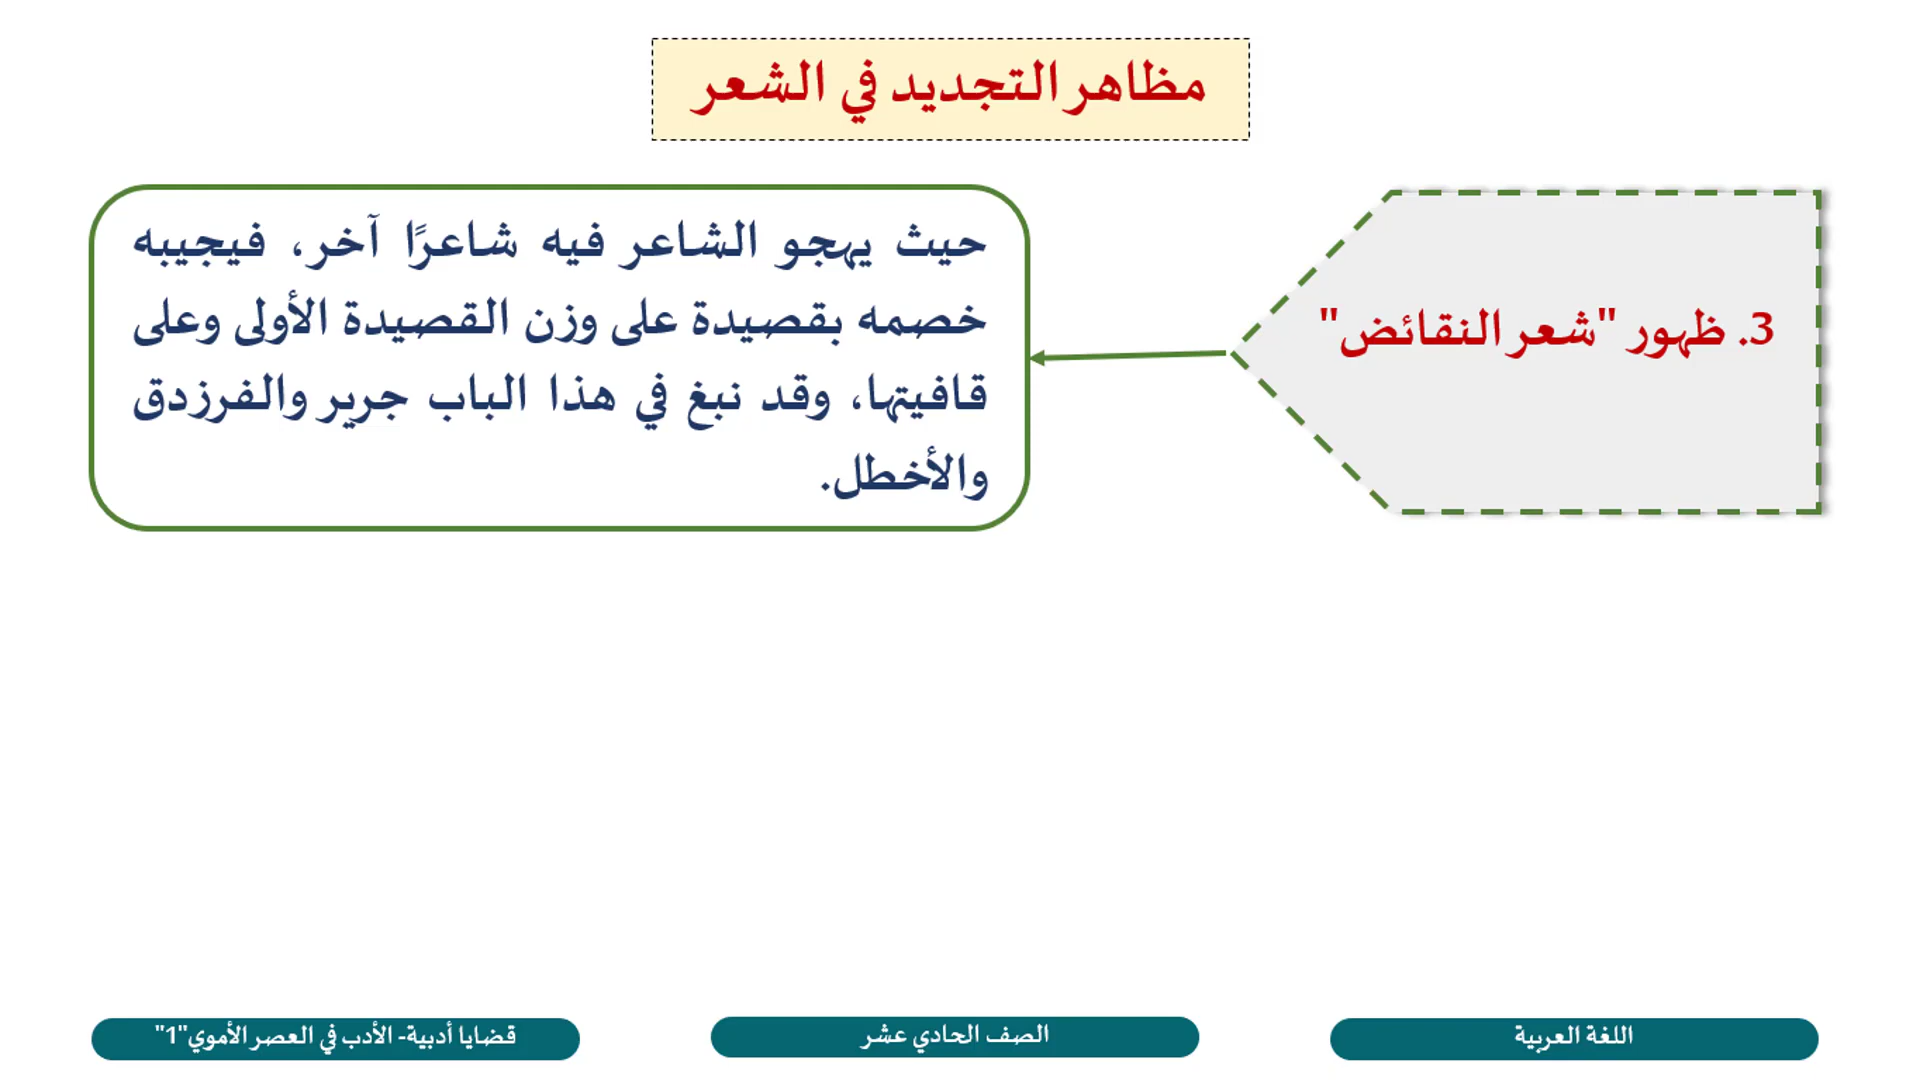 مظاهر التجديد في الشعر
3. ظهور "شعر النقائض"
حيث يهجو الشاعر فيه شاعرًا آخر، فيجيبه
خصمه بقصيدة على وزن القصيدة الأولى وعلى
قافيتها، وقد نبغ في هذا الباب جرير والفرزدق
والأخطل.
اللغة العربية
الصف الحادي عشر
قضايا أدبية- الأدب في العصر الأموي"1"